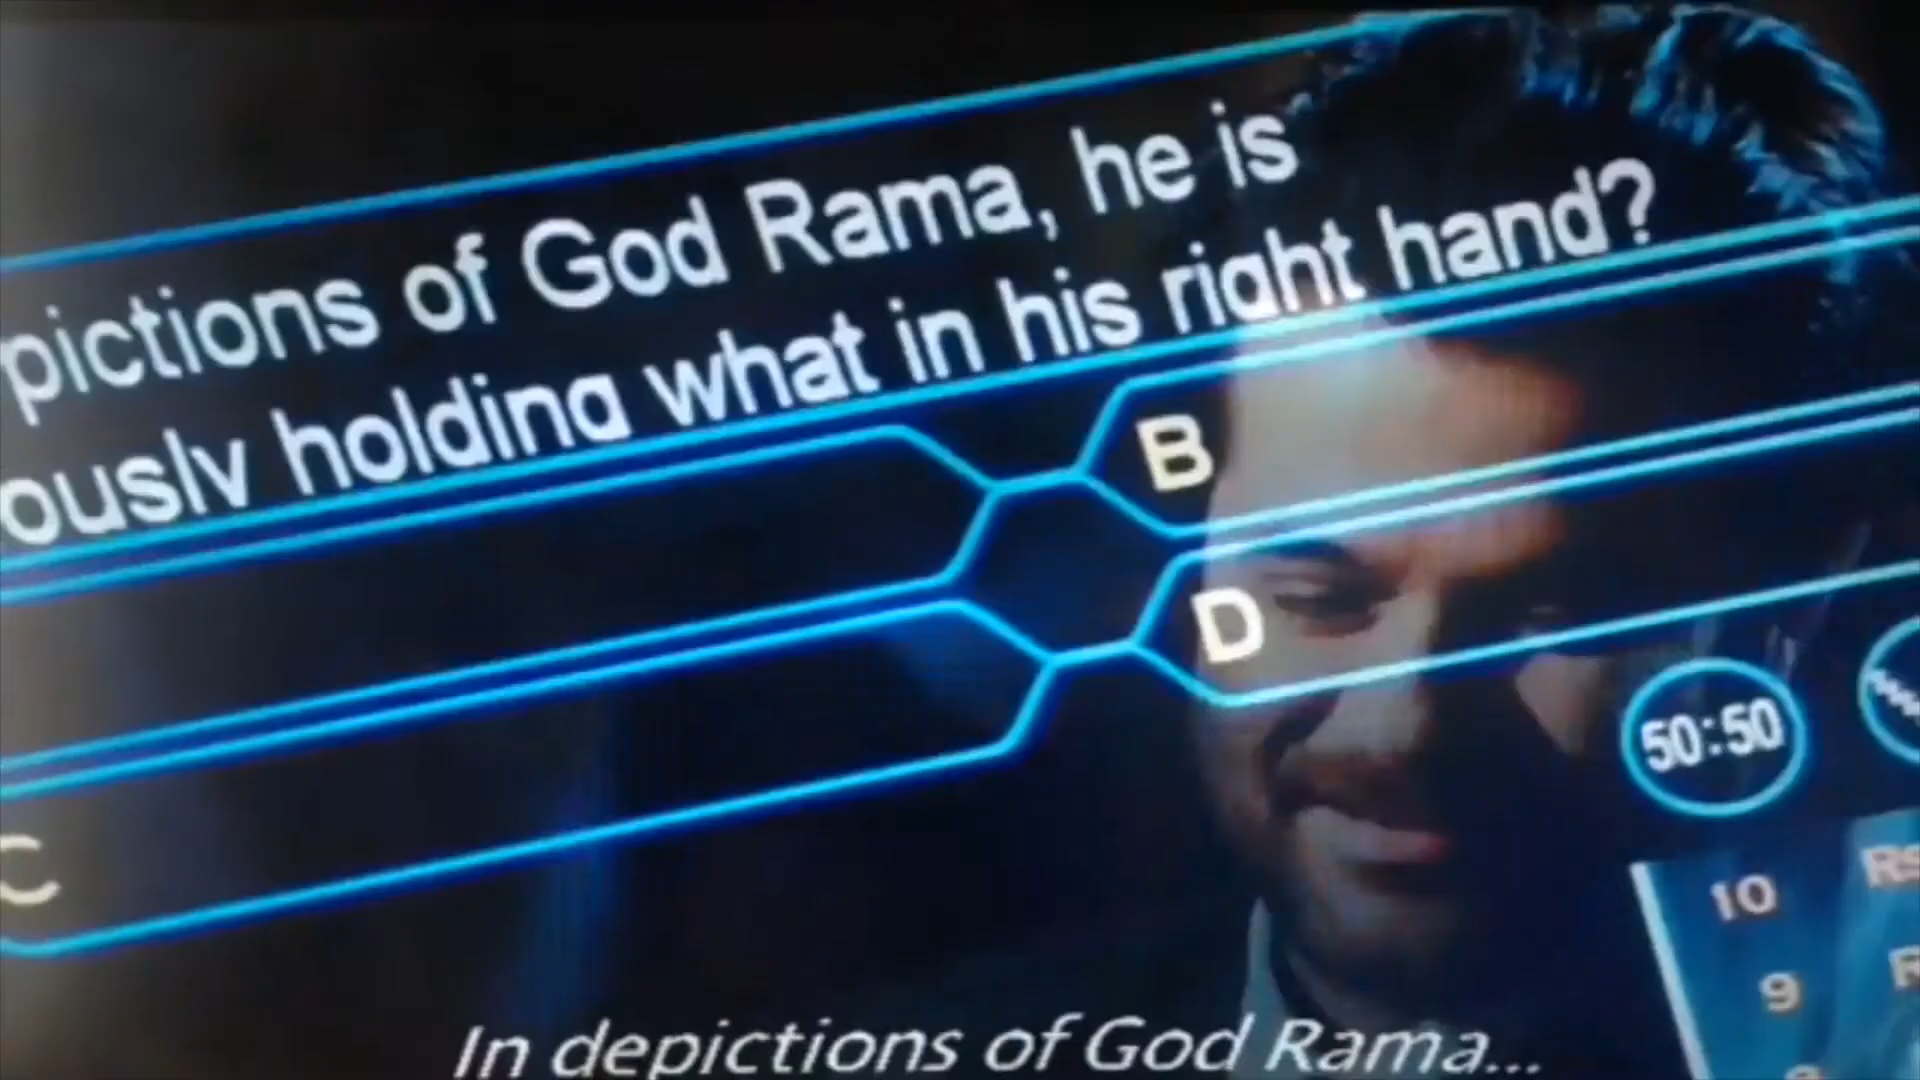 pictions of God Rama, he is
ously holding what in his right hand?
B
D
C
50:50
10
RS
9
R
In depictions of God Rama...